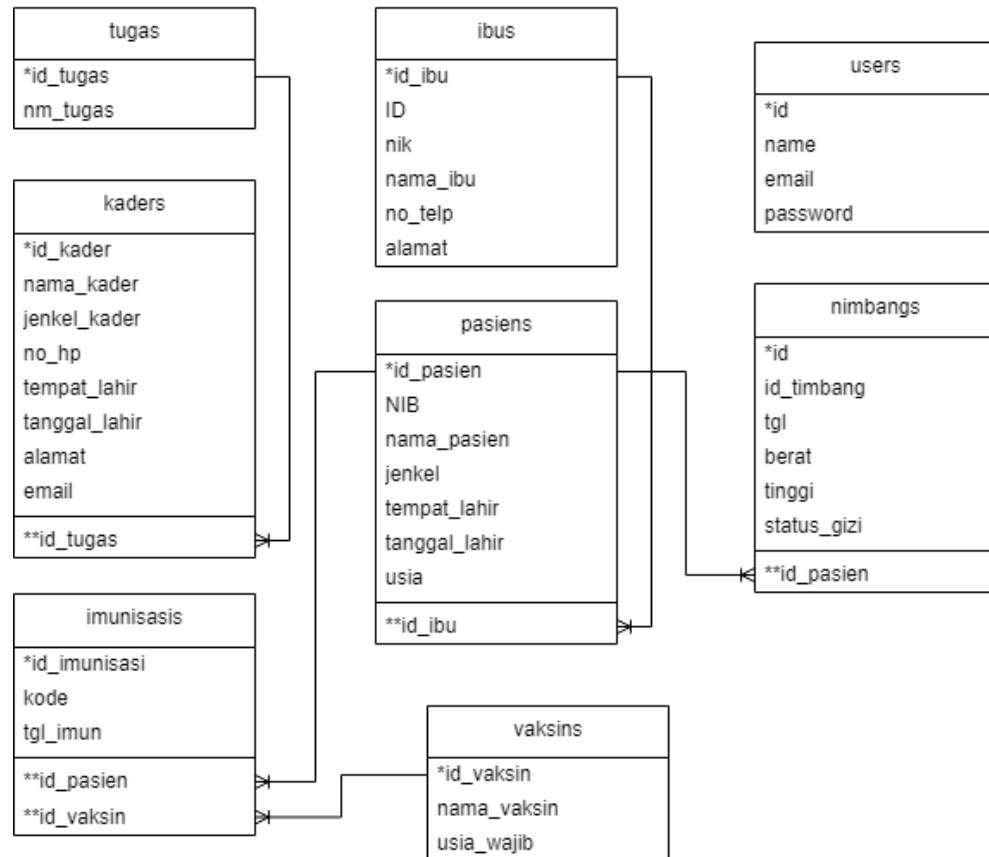 tugas
*id_tugas
nm_tugas
kaders
*id_kader
nama_kader
jenkel_kader
no_hp
tempat_lahir
tanggal_lahir
alamat
email
**id_tugas
imunisasis
*id_imunisasi
kode
tgl_imun
**id_pasien
**id_vaksin
ibus
*id_ibu
ID
nik
nama_ibu
no_telp
alamat
pasiens
*id_pasien
NIB
nama_pasien
jenkel
tempat_lahir
tanggal_lahir
usia
**id_ibu
vaksins
*id_vaksin
nama_vaksin
usia_wajib
users
*id
name
email
password
nimbangs
*id
id_timbang
tgl
berat
tinggi
status_gizi
**id_pasien